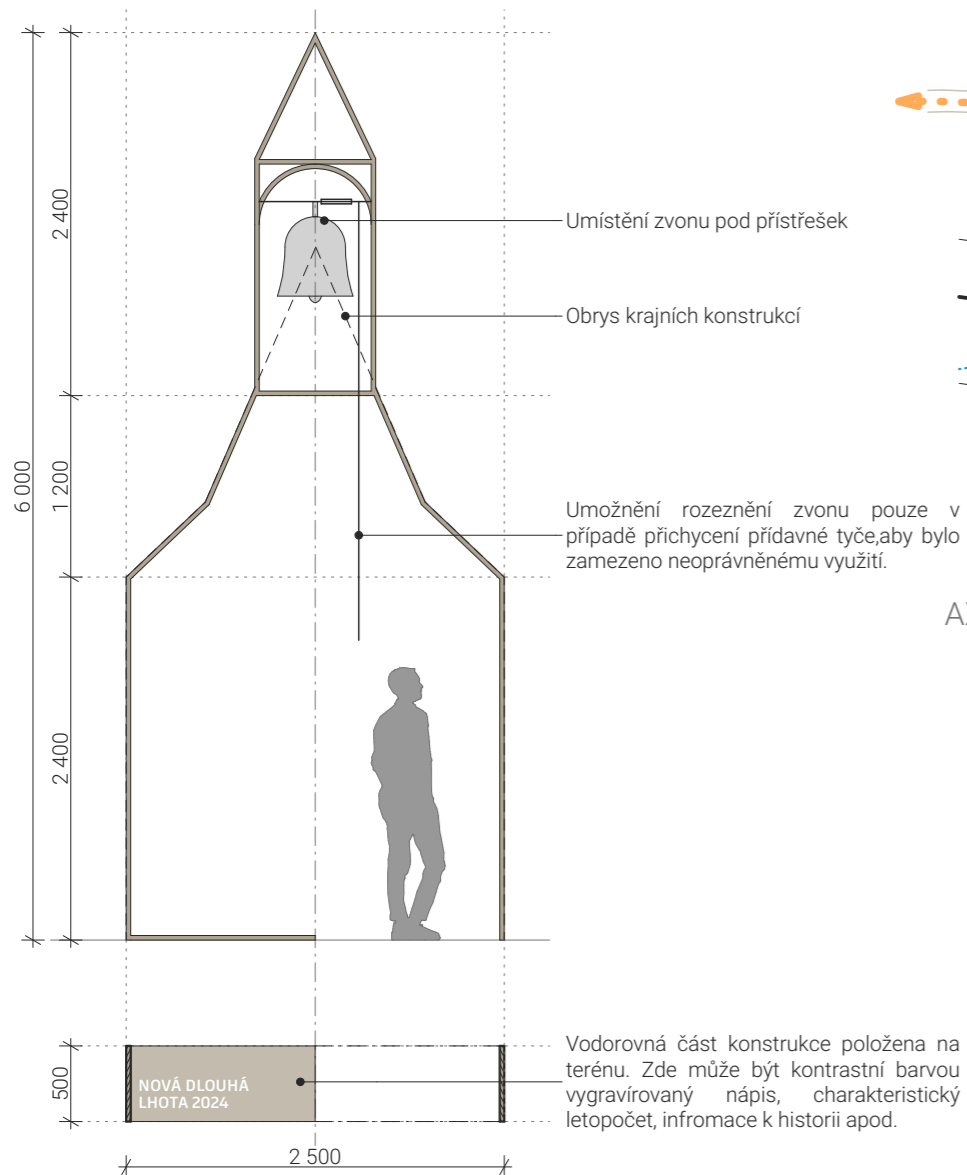 2 400
Umístění zvonu pod přístřešek
Obrys krajních konstrukcí
6 000
1 200
Umožnění rozeznění zvonu pouze v
případě přichycení přídavné tyče,aby bylo
zamezeno neoprávněnému využití.
2 400
Vodorovná část konstrukce položena na
terénu. Zde může být kontrastní barvou
vygravírovaný nápis, charakteristický
letopočet, infromace k historii apod.
500
NOVÁ DLOUHÁ
LHOTA 2024
2 500